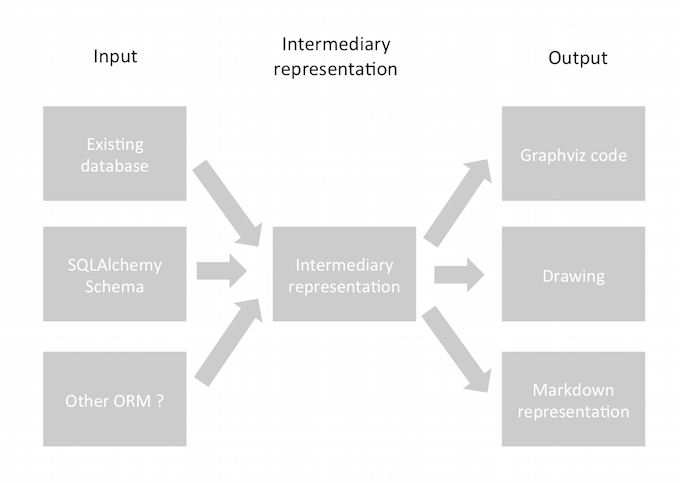 Input
Intermediary
representation
Output
Existing
database
SQLAlchemy
Schema
Other ORM ?
Intermediary
representation
Graphviz code
Drawing
Markdown
representation